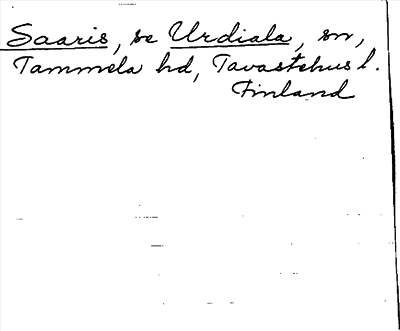 Saaris, se Urdiala, sn,
Tammela hd, Tavastehus l.
Finland